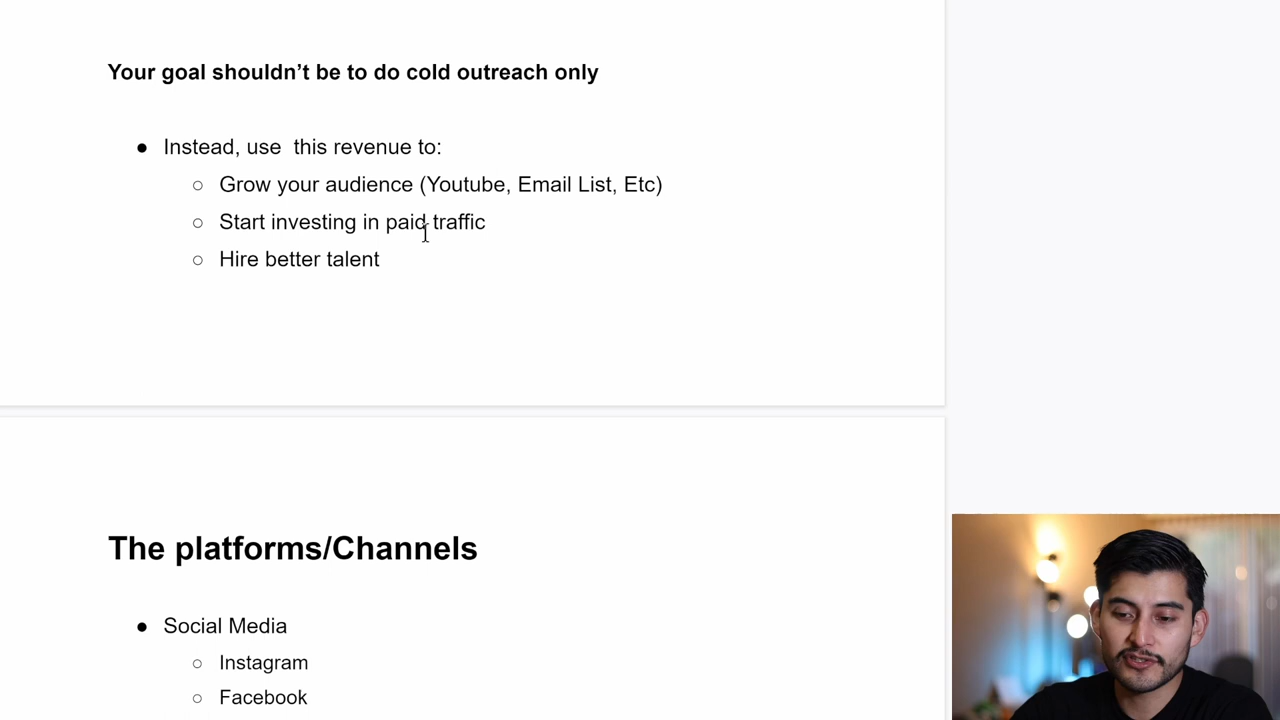 Your goal shouldn’t be to do cold outreach only
● Instead, use  this revenue to:
○ Grow your audience (Youtube, Email List, Etc)
○ Start investing in paid traffic
○ Hire better talent
The platforms/Channels
● Social Media
○ Instagram
○ Facebook